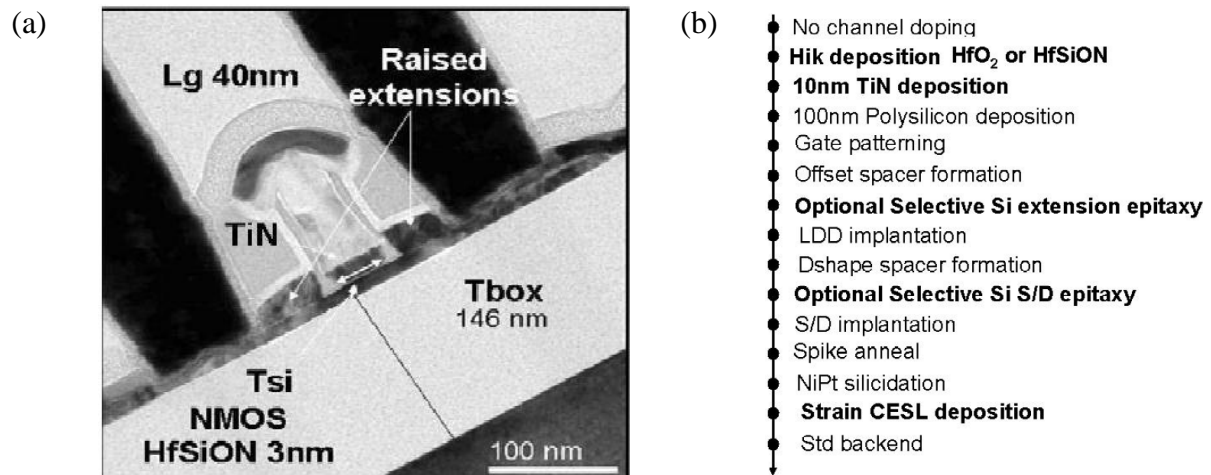 (a)
Lg 40nm
Raised
extensions
TiN
Tbox
146 nm
Tsi
NMOS
HfSiON 3nm
100 nm
(b)
No channel doping
Hik deposition HfO₂ or HfSiON
10nm TiN deposition
100nm Polysilicon deposition
Gate patterning
Offset spacer formation
Optional Selective Si extension epitaxy
LDD implantation
Dshape spacer formation
Optional Selective Si S/D epitaxy
S/D implantation
Spike anneal
NiPt silicidation
Strain CESL deposition
Std backend